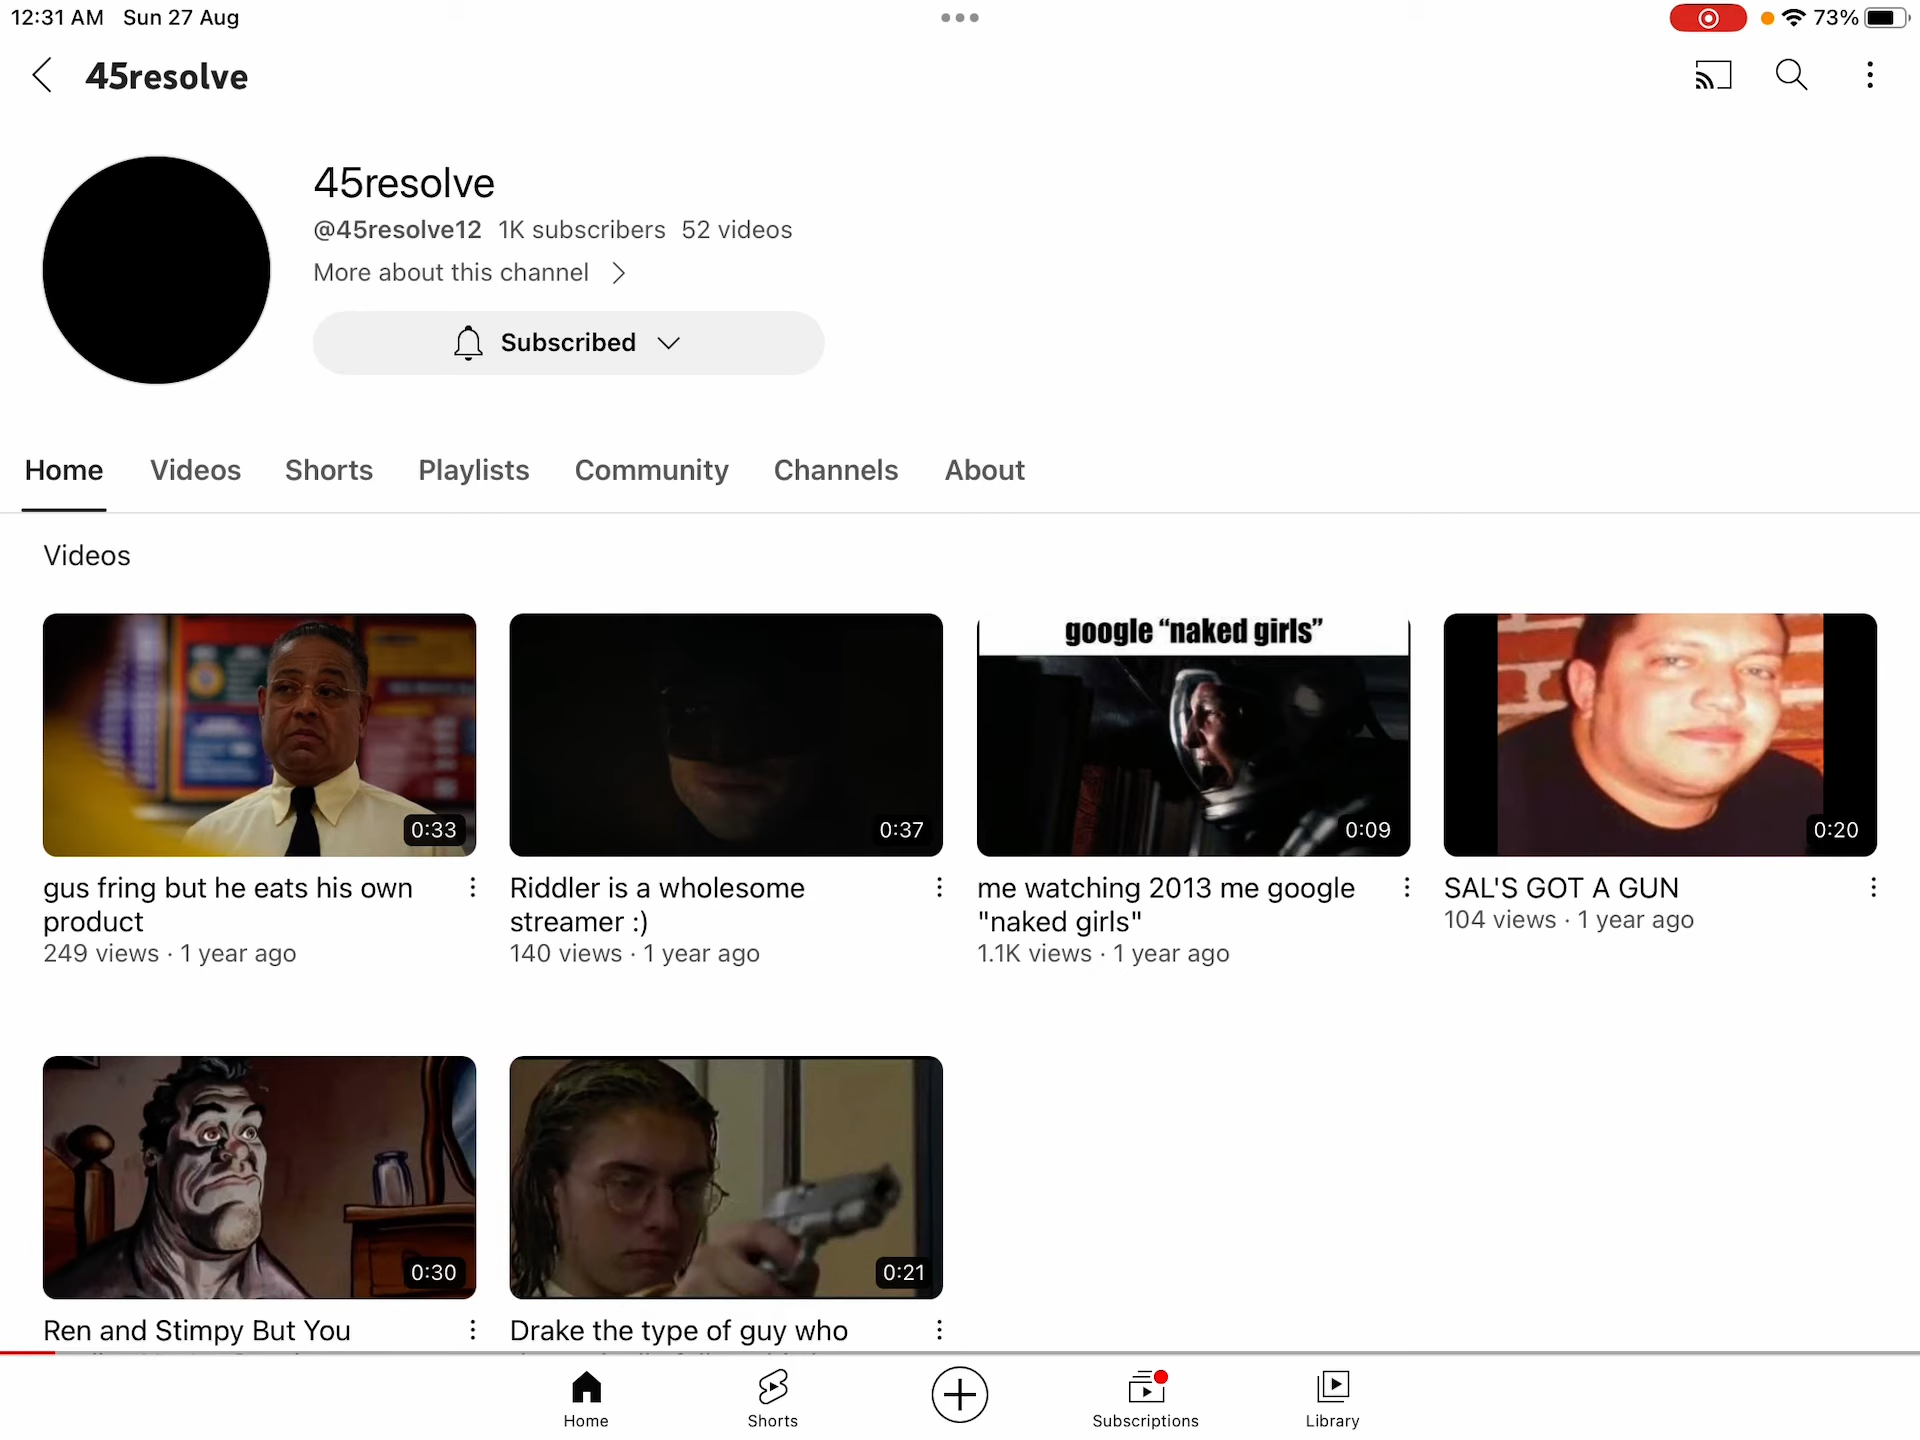 12:31 AM Sun 27 Aug
73%
45resolve
45resolve
@45resolve12 1K subscribers 52 videos
More about this channel
Subscribed
Home Videos Shorts Playlists Community Channels About
Videos
google “naked girls”
0:33
0:37
0:09
0:20
gus fring but he eats his own
product
249 views · 1 year ago
Riddler is a wholesome
streamer :)
140 views · 1 year ago
me watching 2013 me google
"naked girls"
1.1K views · 1 year ago
SAL'S GOT A GUN
104 views · 1 year ago
0:30
0:21
Ren and Stimpy But You
Drake the type of guy who
Home
Shorts
Subscriptions
Library